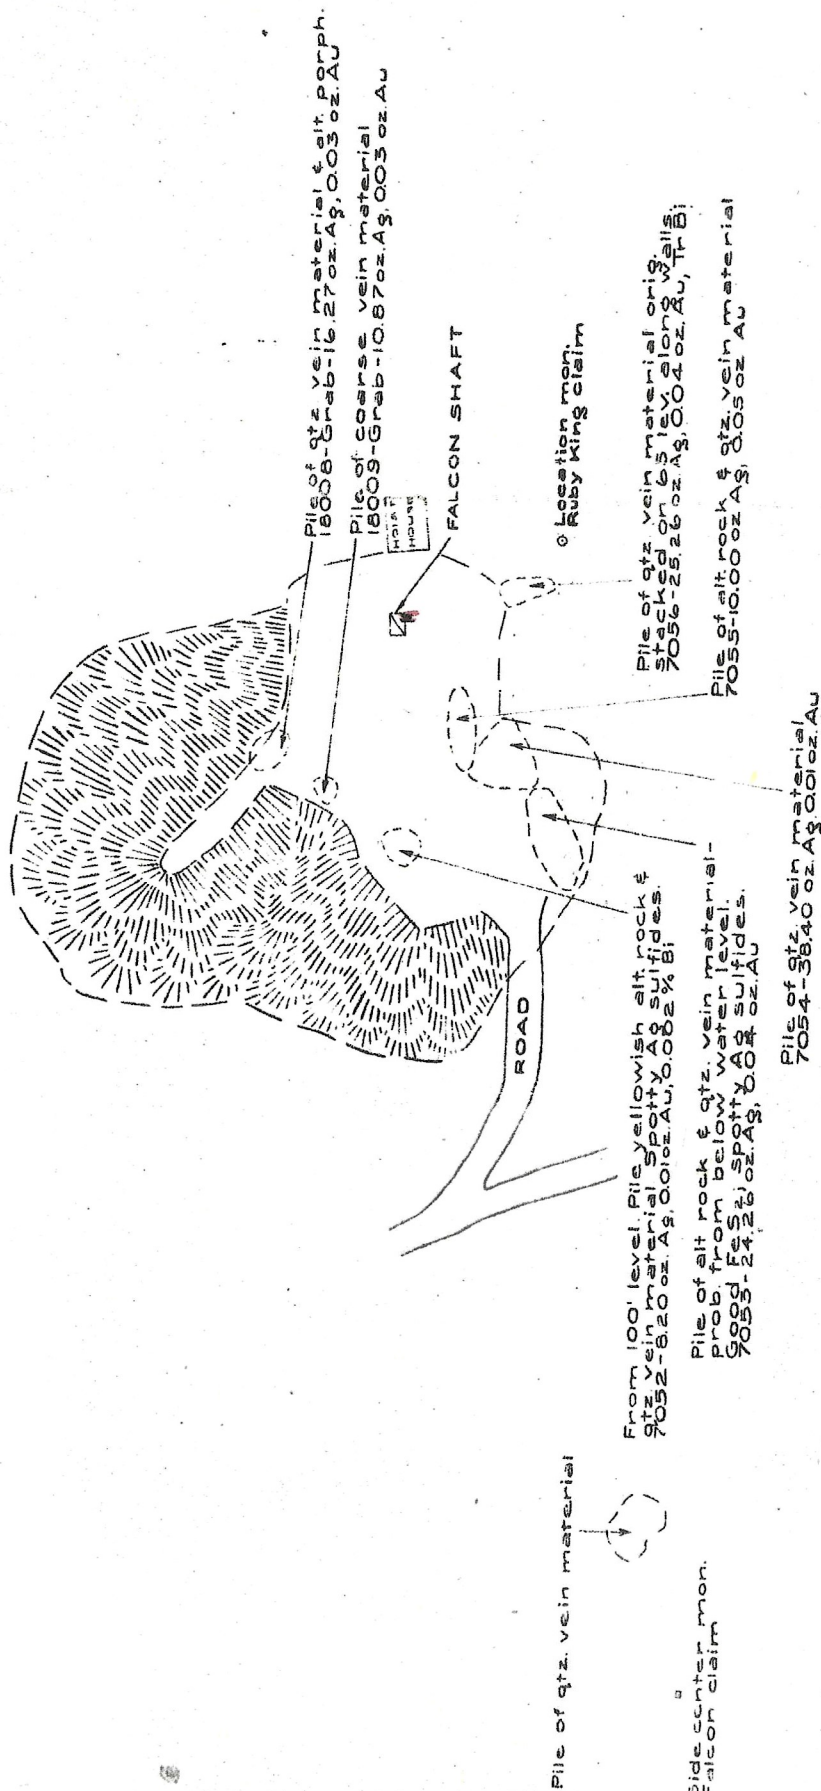 Pile of qtz vein material & alt. porph.
18008-Grab-16.27 oz. Ag, 0.03 oz. Au
Pile of coarse vein material
18009-Grab-10.87 oz. Ag, 0.03 oz. Au
HOIST
HOUSE
FALCON SHAFT
Location mon.
Ruby King claim
Pile of qtz vein material orig.
stacked on 65 lev. along walls.
7056-25.26 oz. Ag, 0.04 oz. Au, Tr Bi
Pile of alt. rock & qtz. vein material
7055-10.00 oz Ag, 0.05 oz Au
Pile of qtz. vein material
7054-38.40 oz. Ag 0.01 oz. Au
ROAD
From 100' level. Pile yellowish alt rock &
qtz. vein material Spotty Ag sulfides.
7052-8.20 oz. Ag, 0.01 oz. Au, 0.002% Bi
Pile of alt rock & qtz. vein material-
prob. from below water level.
Good FeS2; spotty Ag sulfides.
7053-24.26 oz. Ag, 0.04 oz. Au
Pile of qtz. vein material
Side center mon.
Falcon claim